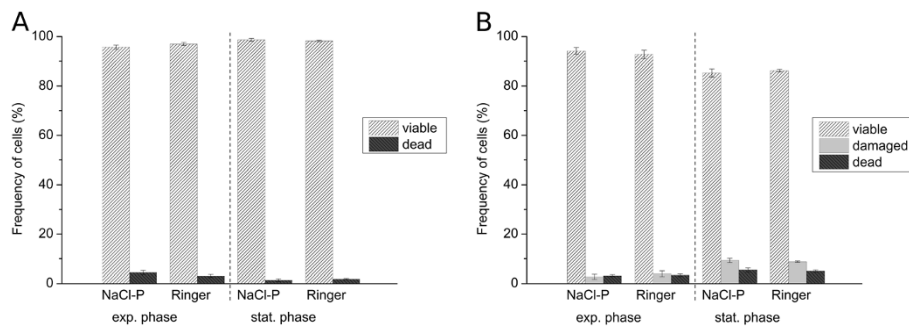 A
Frequency of cells (%)
100
80
60
40
20
0
viable
dead
NaCl-P Ringer NaCl-P Ringer
exp. phase stat. phase
B
Frequency of cells (%)
100
80
60
40
20
0
viable
damaged
dead
NaCl-P Ringer NaCl-P Ringer
exp. phase stat. phase